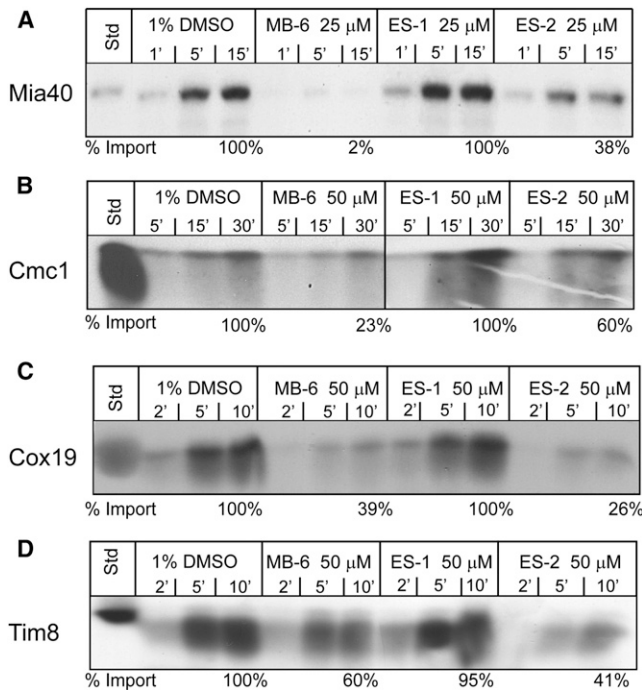 A
Std
1% DMSO MB-6 25 μM ES-1 25 μM ES-2 25 μM
1’ 5’ 15’ 1’ 5’ 15’ 1’ 5’ 15’ 1’ 5’ 15’
Mia40
% Import 100% 2% 100% 38%
B
Std
1% DMSO MB-6 50 μM ES-1 50 μM ES-2 50 μM
5’ 15’ 30’ 5’ 15’ 30’ 5’ 15’ 30’ 5’ 15’ 30’
Cmc1
% Import 100% 23% 100% 60%
C
Std
1% DMSO MB-6 50 μM ES-1 50 μM ES-2 50 μM
2’ 5’ 10’ 2’ 5’ 10’ 2’ 5’ 10’ 2’ 5’ 10’
Cox19
% Import 100% 39% 100% 26%
D
Std
1% DMSO MB-6 50 μM ES-1 50 μM ES-2 50 μM
2’ 5’ 10’ 2’ 5’ 10’ 2’ 5’ 10’ 2’ 5’ 10’
Tim8
% Import 100% 60% 95% 41%